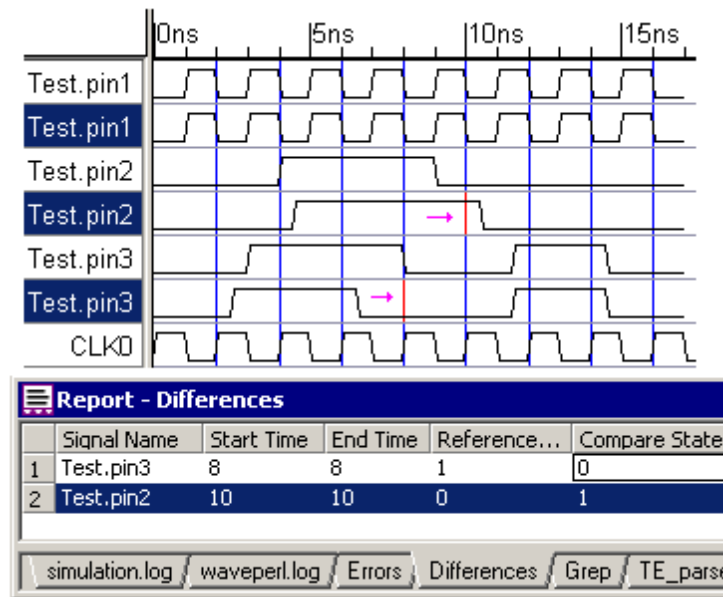 0ns 5ns 10ns 15ns
Test.pin1
Test.pin1
Test.pin2
Test.pin2
Test.pin3
Test.pin3
CLK0
Report - Differences
Signal Name Start Time End Time Reference... Compare State
1 Test.pin3 8 8 1 0
2 Test.pin2 10 10 0 1
simulation.log waveperl.log Errors Differences Grep TE_parse